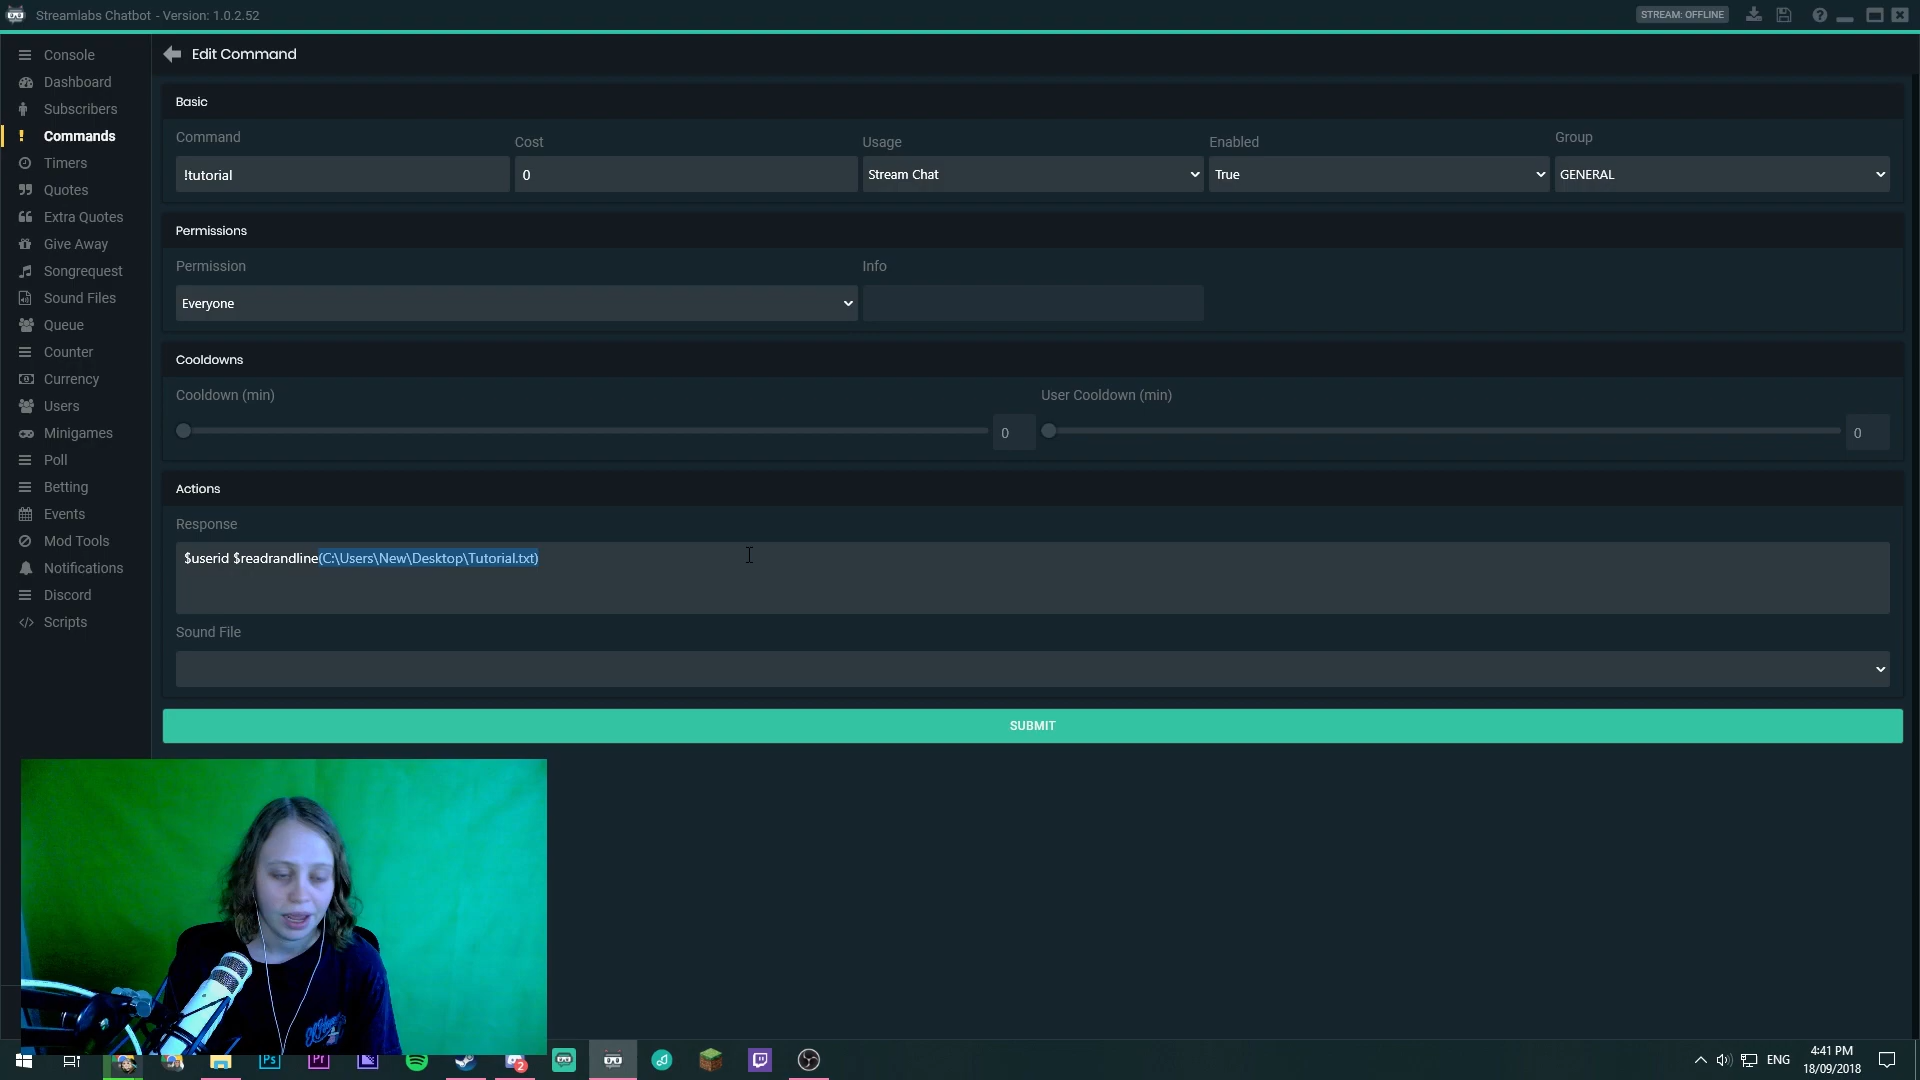 Streamlabs Chatbot - Version: 1.0.2.52
STREAM: OFFLINE
Console
Dashboard
Subscribers
Commands
Timers
Quotes
Extra Quotes
Give Away
Songrequest
Sound Files
Queue
Counter
Currency
Users
Minigames
Poll
Betting
Events
Mod Tools
Notifications
Discord
Scripts
Edit Command
Basic
Command
Cost
Usage
Enabled
Group
!tutorial
0
Stream Chat
True
GENERAL
Permissions
Permission
Info
Everyone
Cooldowns
Cooldown (min)
User Cooldown (min)
0
0
Actions
Response
$userid $readrandline(C:\Users\New\Desktop\Tutorial.txt)
Sound File
SUBMIT
Ps
Pr
2
ENG
4:41 PM
18/09/2018